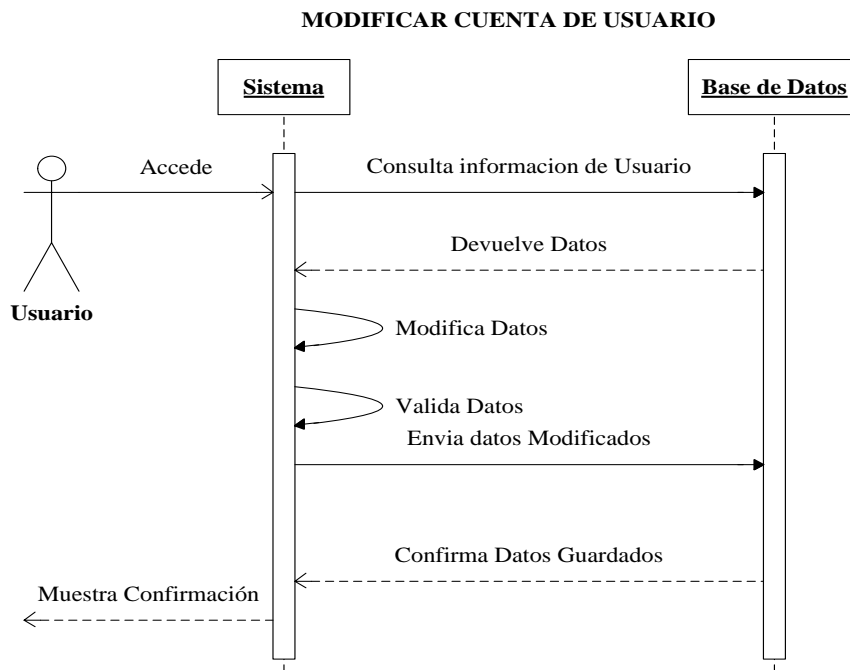 MODIFICAR CUENTA DE USUARIO
Sistema
Base de Datos
Accede
Consulta informacion de Usuario
Devuelve Datos
Usuario
Modifica Datos
Valida Datos
Envia datos Modificados
Confirma Datos Guardados
Muestra Confirmación